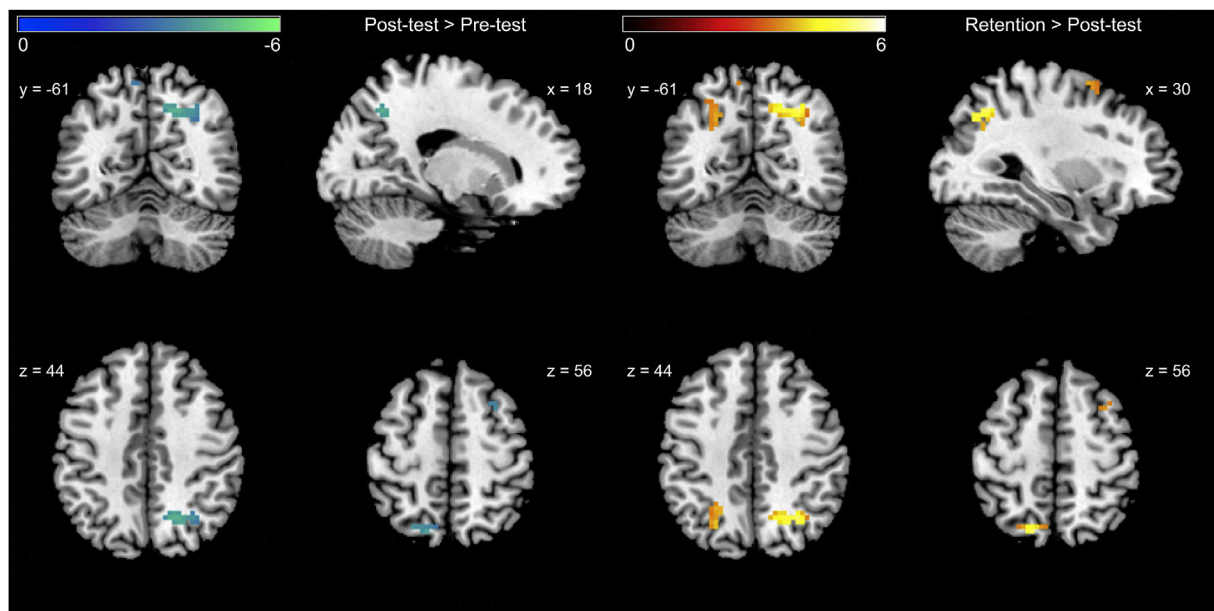 0 -6 Post-test > Pre-test
0 6 Retention > Post-test
y = -61 x = 18 y = -61 x = 30
z = 44 z = 56 z = 44 z = 56